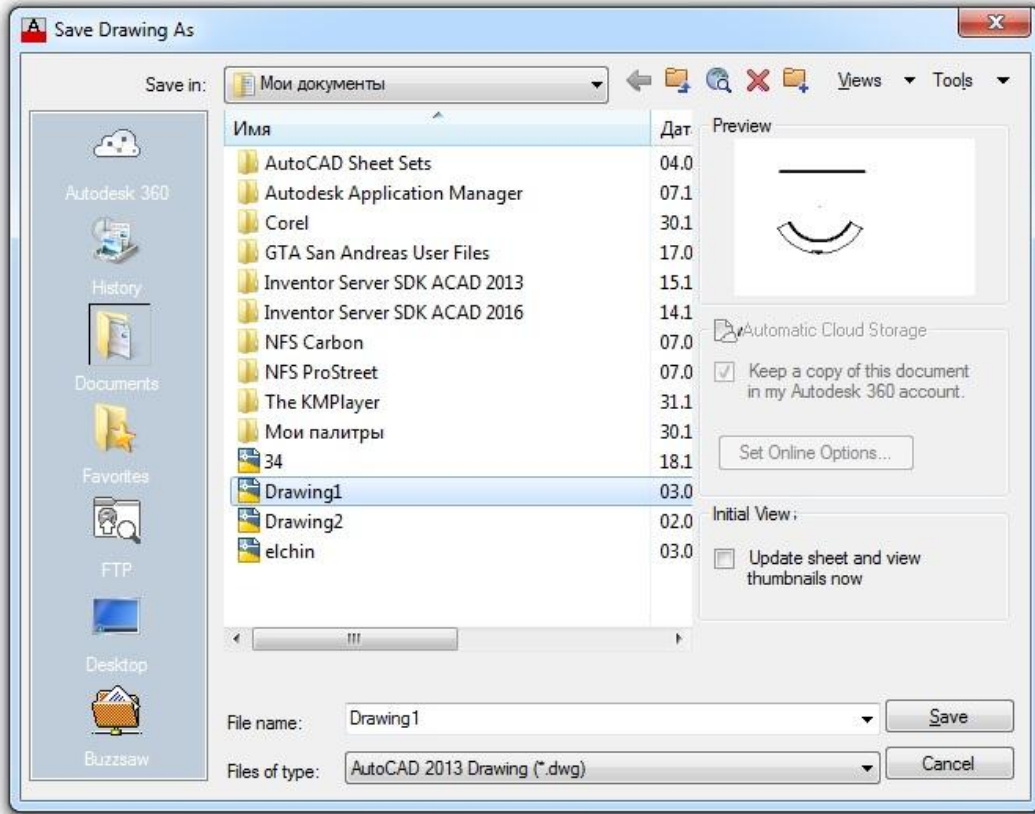 Save Drawing As
Save in:
Мои документы
Views
Tools
Autodesk 360
History
Documents
Favorites
FTP
Desktop
Buzzsaw
Имя
Дат
AutoCAD Sheet Sets 04.0
Autodesk Application Manager 07.1
Corel 30.1
GTA San Andreas User Files 17.0
Inventor Server SDK ACAD 2013 15.1
Inventor Server SDK ACAD 2016 14.1
NFS Carbon 07.0
NFS ProStreet 07.0
The KMPlayer 31.1
Мои палитры 30.1
34 18.1
Drawing1 03.0
Drawing2 02.0
elchin 03.0
Preview
Automatic Cloud Storage
Keep a copy of this document
in my Autodesk 360 account.
Set Online Options...
Initial View
Update sheet and view
thumbnails now
File name: Drawing1
Save
Files of type: AutoCAD 2013 Drawing (*.dwg)
Cancel